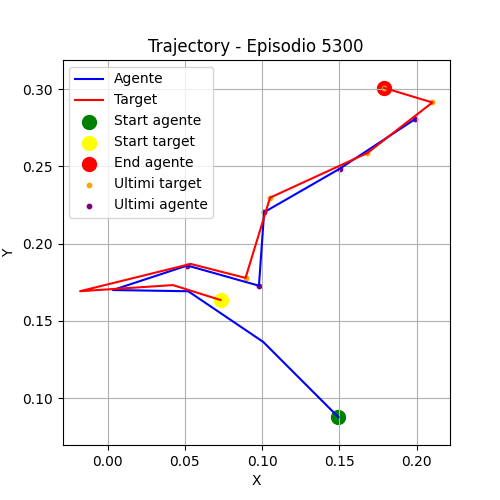 Trajectory - Episodio 5300
Agente
Target
Start agente
Start target
End agente
Ultimi target
Ultimi agente
0.30
0.25
0.20
0.15
0.10
Y
0.00 0.05 0.10 0.15 0.20
X